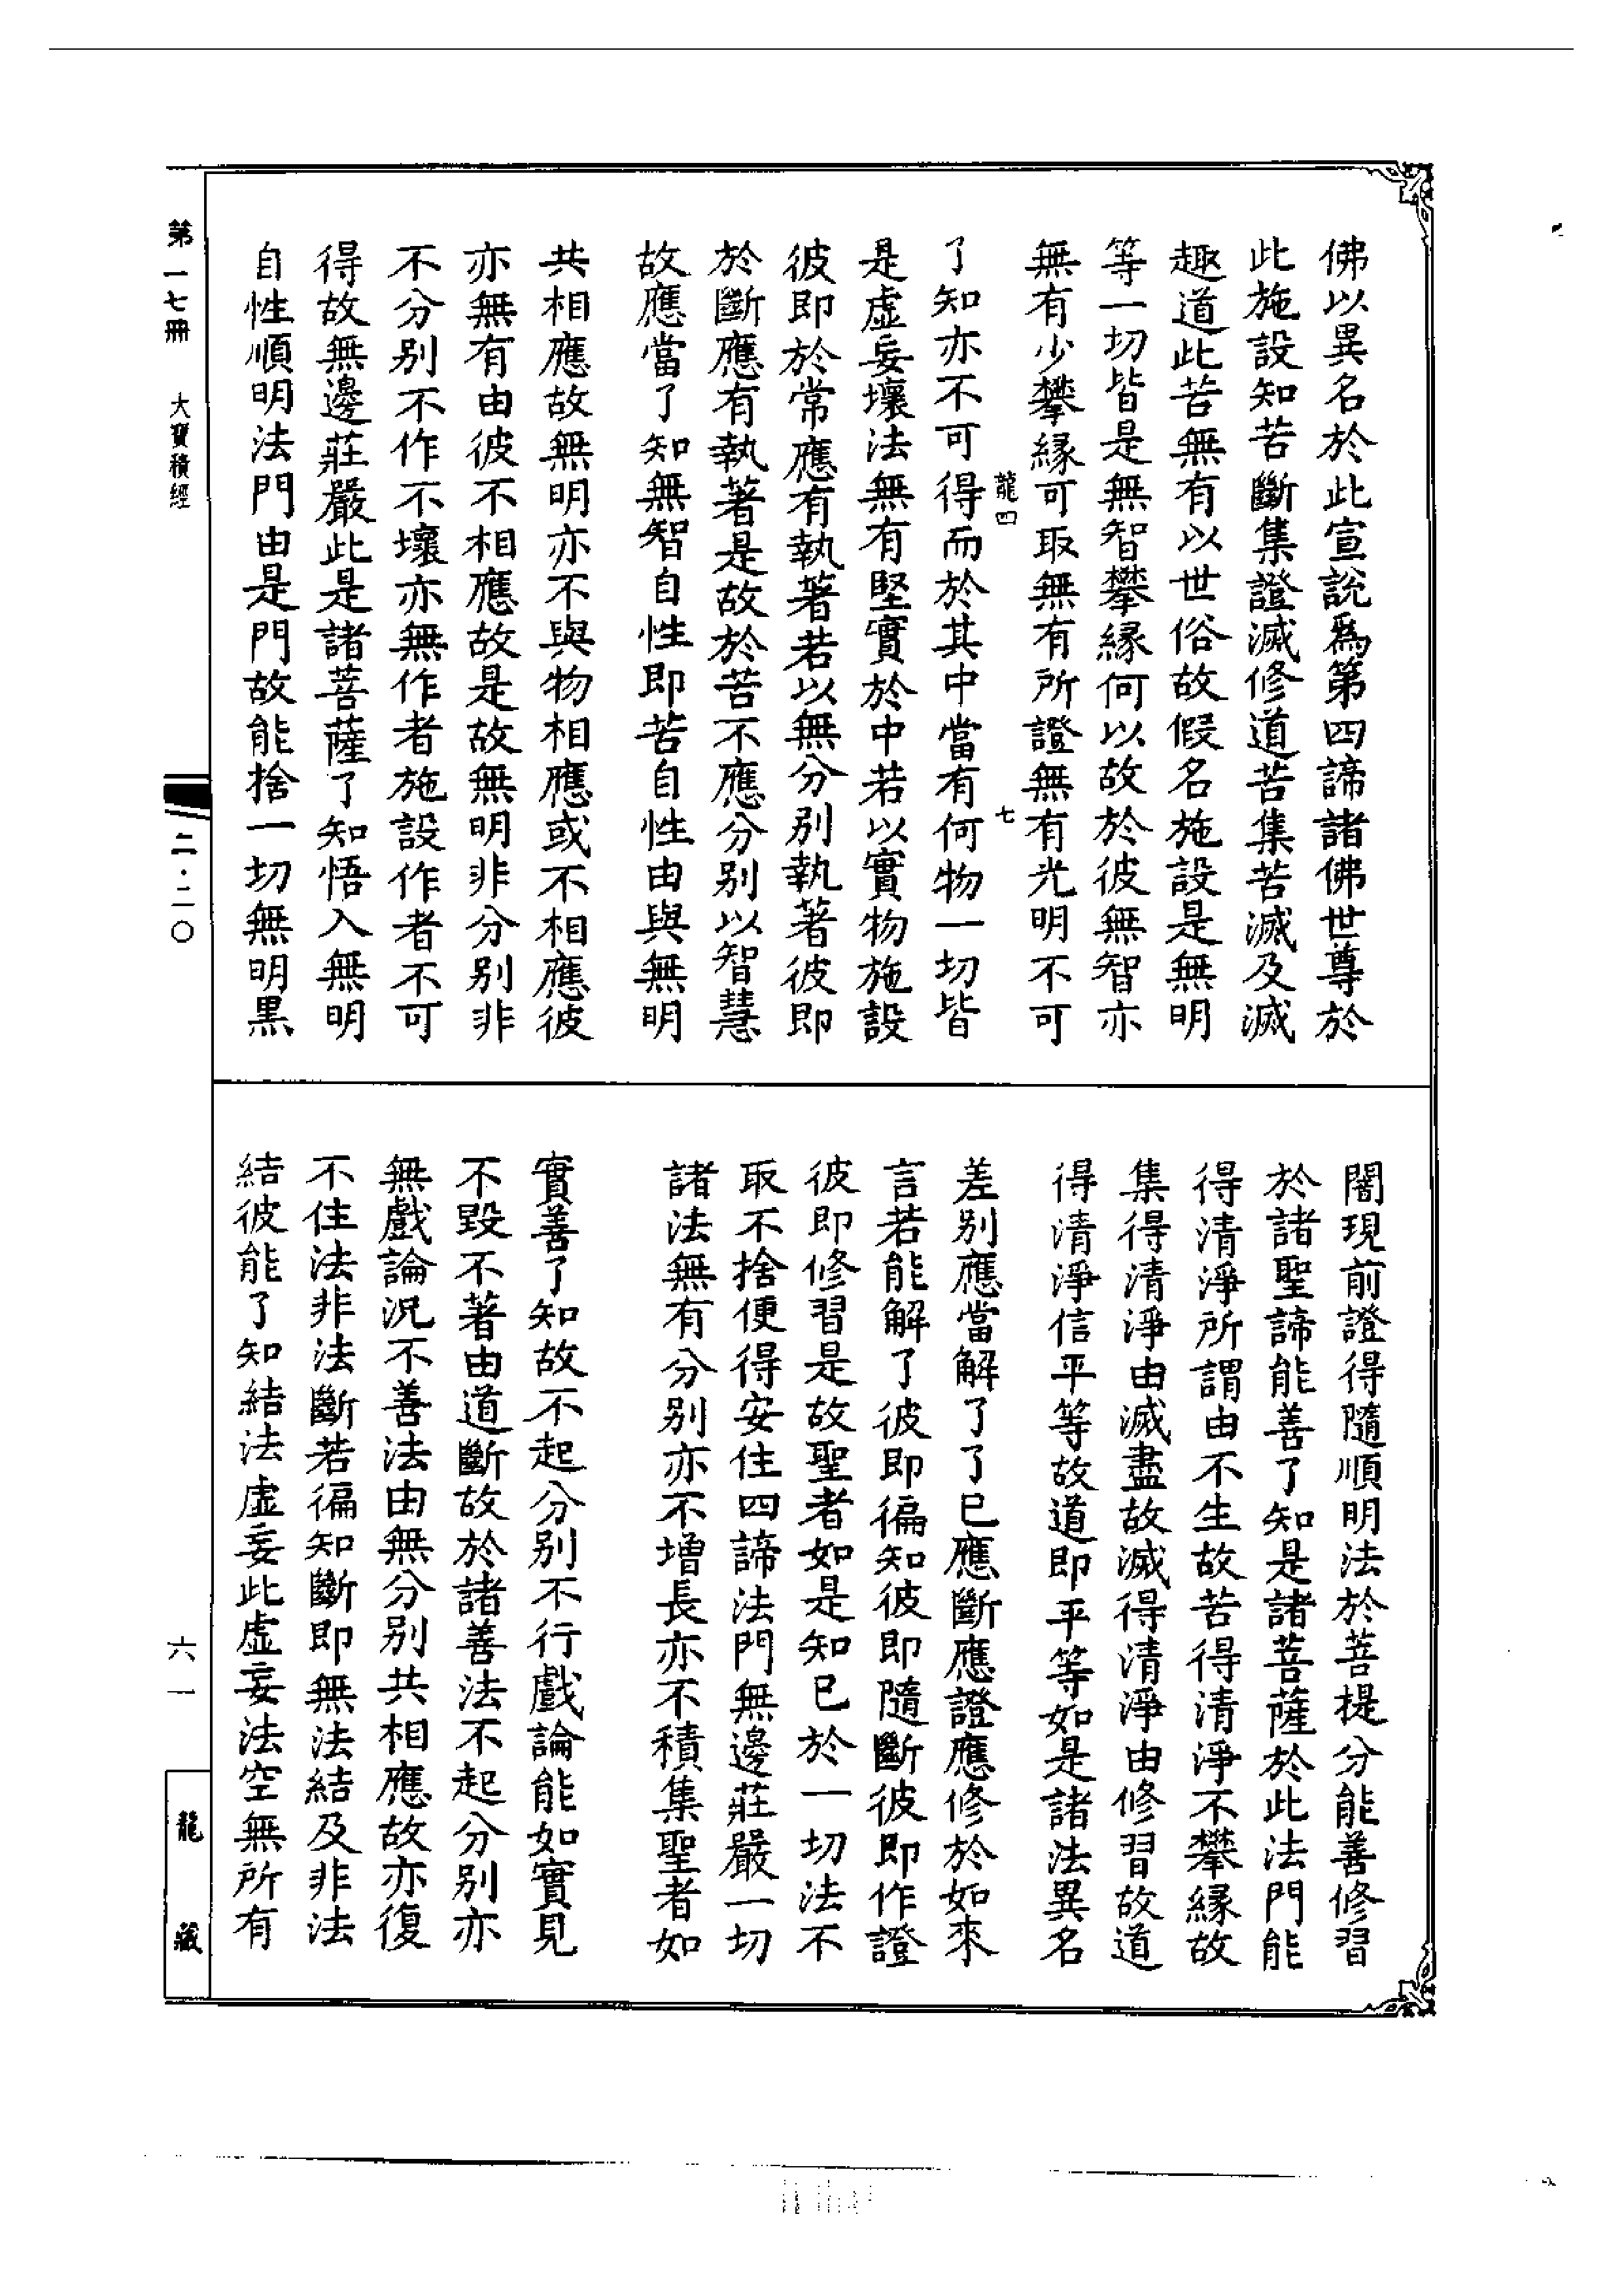 佛以異名於此宣說為第四諦諸佛世尊於
此施設知苦斷集證滅修道苦集苦滅及滅
趣道此苦無有以世俗故假名施設是無明
等一切皆是無智攀緣何以故於彼無智亦
無有少攀緣可取無有所證無有光明不可
龍四 七
了知亦不可得而於其中當有何物一切皆
是虛妄壞法無有堅實於中若以實物施設
彼即於常應有執著若以無分別執著彼即
於斷應有執著是故於苦不應分別以智慧
故應當了知無智自性即苦自性由與無明
共相應故無明亦不與物相應或不相應彼
亦無有由彼不相應故是故無明非分別非
不分別不作不壞亦無作者施設作者不可
得故無邊莊嚴此是諸菩薩了知悟入無明
自性順明法門由是門故能捨一切無明黑
闇現前證得隨順明法於菩提分能善修習
於諸聖諦能善了知是諸菩薩於此法門能
得清淨所謂由不生故苦得清淨不攀緣故
集得清淨由滅盡故滅得清淨由修習故道
得清淨信平等故道即平等如是諸法異名
差別應當解了了已應斷應證應修於如來
言若能解了彼即徧知彼即隨斷彼即作證
彼即修習是故聖者如是知已於一切法不
取不捨便得安住四諦法門無邊莊嚴一切
諸法無有分別亦不增長亦不積集聖者如
實善了知故不起分別不行戲論能如實見
不毀不著由道斷故於諸善法不起分別亦
無戲論況不善法由無分別共相應故亦復
不住法非法斷若徧知斷即無法結及非法
結彼能了知結法虛妄此虛妄法空無所有
第一七冊 大寶積經 二·二〇 六一 龍藏